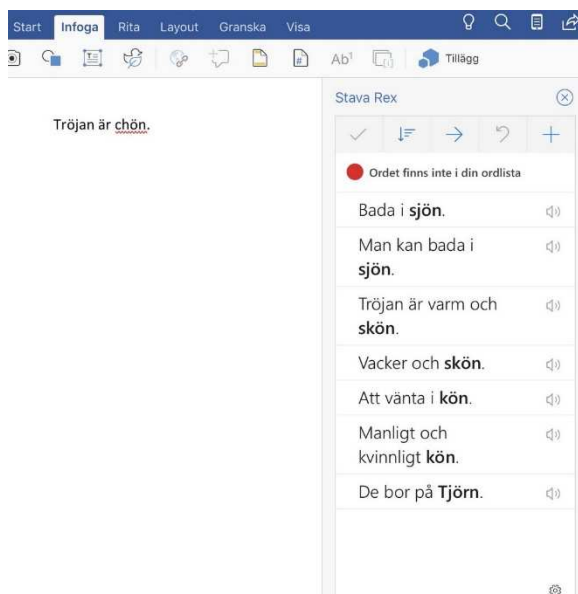 Start Infoga Rita Layout Granska Visa
Ab¹ Tillägg
Stava Rex
Tröjan är chön.
Ordet finns inte i din ordlista
Bada i sjön.
Man kan bada i
sjön.
Tröjan är varm och
skön.
Vacker och skön.
Att vänta i kön.
Manligt och
kvinnligt kön.
De bor på Tjörn.